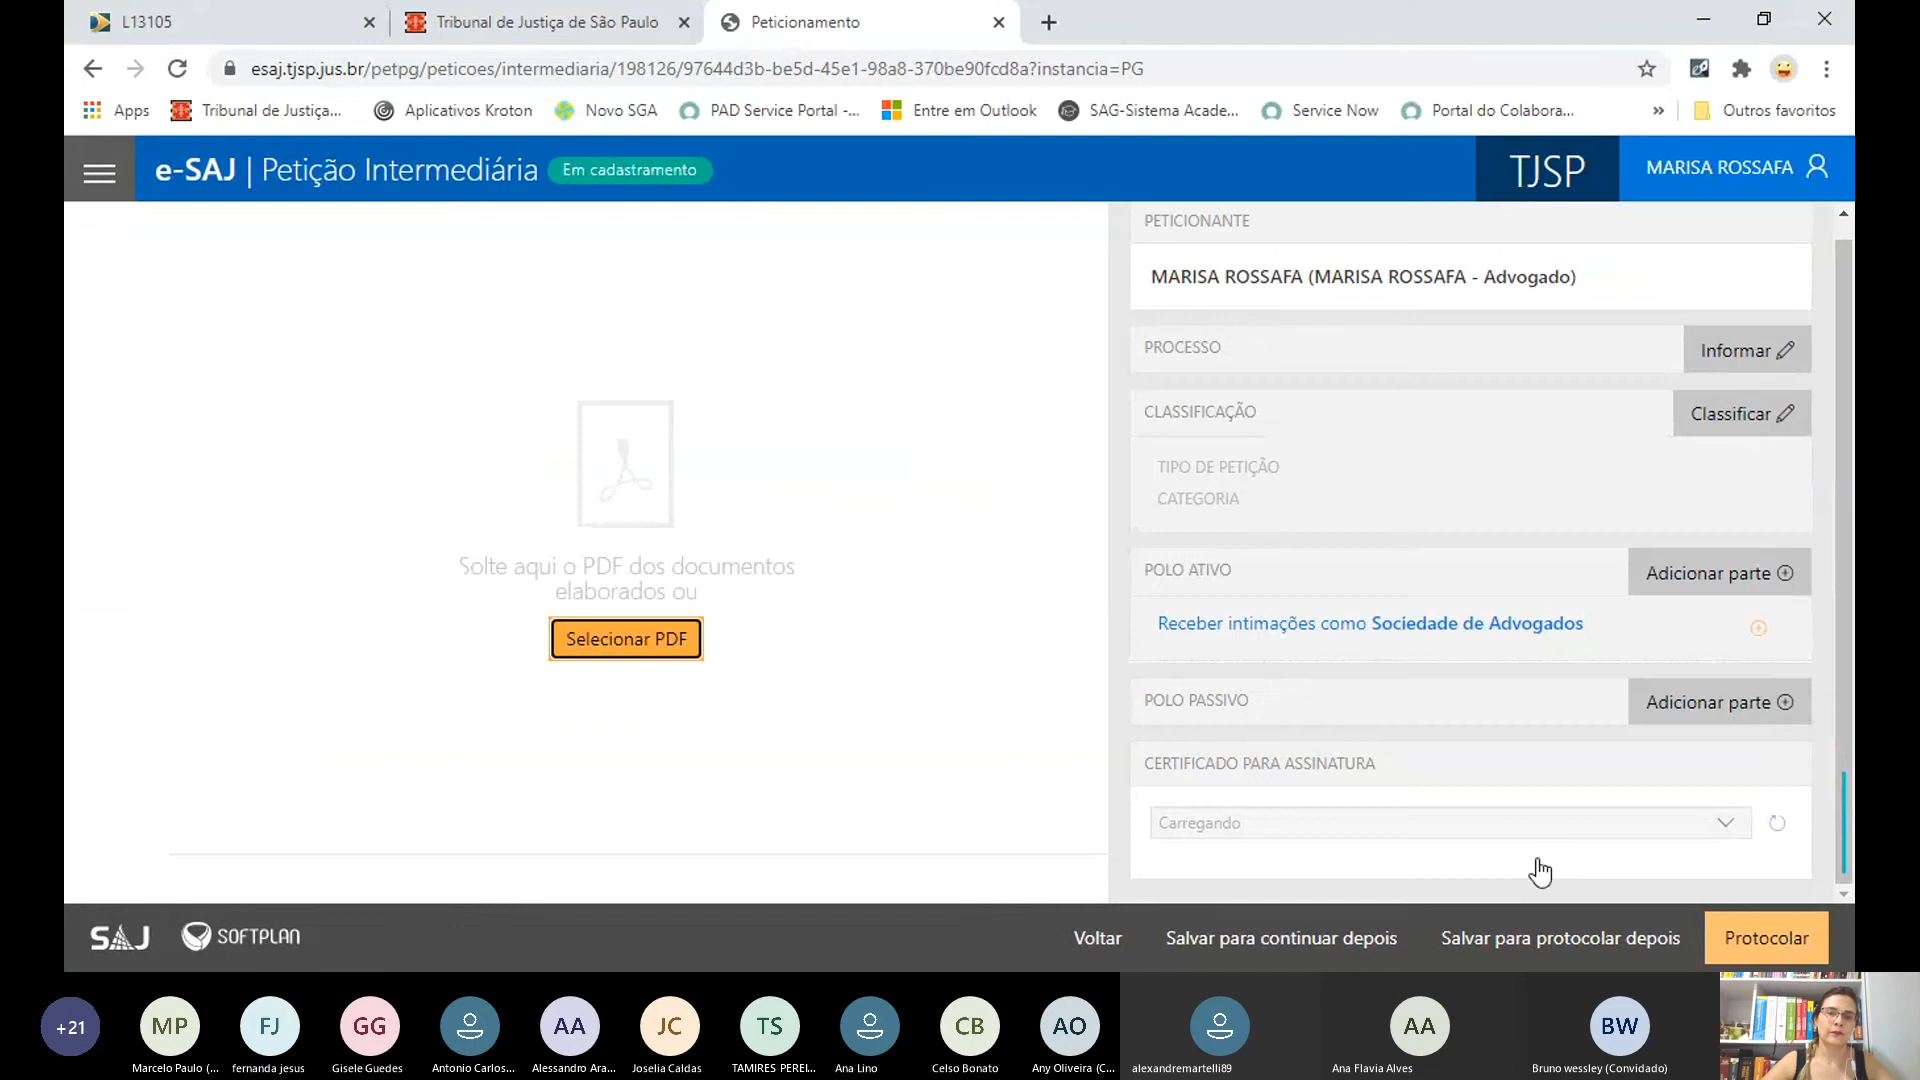 L13105
Tribunal de Justiça de São Paulo
Peticionamento
esaj.tjsp.jus.br/petpg/peticoes/intermediaria/198126/97644d3b-be5d-45e1-98a8-370be90fcd8a?instancia=PG
Apps
Tribunal de Justiça...
Aplicativos Kroton
Novo SGA
PAD Service Portal -...
Entre em Outlook
SAG-Sistema Acade...
Service Now
Portal do Colabora...
»
Outros favoritos
e-SAJ | Petição Intermediária
Em cadastramento
TJSP
MARISA ROSSAFA
PETICIONANTE
MARISA ROSSAFA (MARISA ROSSAFA - Advogado)
PROCESSO
Informar
CLASSIFICAÇÃO
Classificar
TIPO DE PETIÇÃO
CATEGORIA
Solte aqui o PDF dos documentos
elaborados ou
Selecionar PDF
POLO ATIVO
Adicionar parte
Receber intimações como Sociedade de Advogados
POLO PASSIVO
Adicionar parte
CERTIFICADO PARA ASSINATURA
Carregando
SAJ
SOFTPLAN
Voltar
Salvar para continuar depois
Salvar para protocolar depois
Protocolar
+21
MP
FJ
GG
AA
JC
TS
CB
AO
AA
BW
Marcelo Paulo (...
fernanda jesus
Gisele Guedes
Antonio Carlos...
Alessandro Ara...
Joselia Caldas
TAMIRES PEREI...
Ana Lino
Celso Bonato
Any Oliveira (C...
alexandremartelli89
Ana Flavia Alves
Bruno wessley (Convidado)